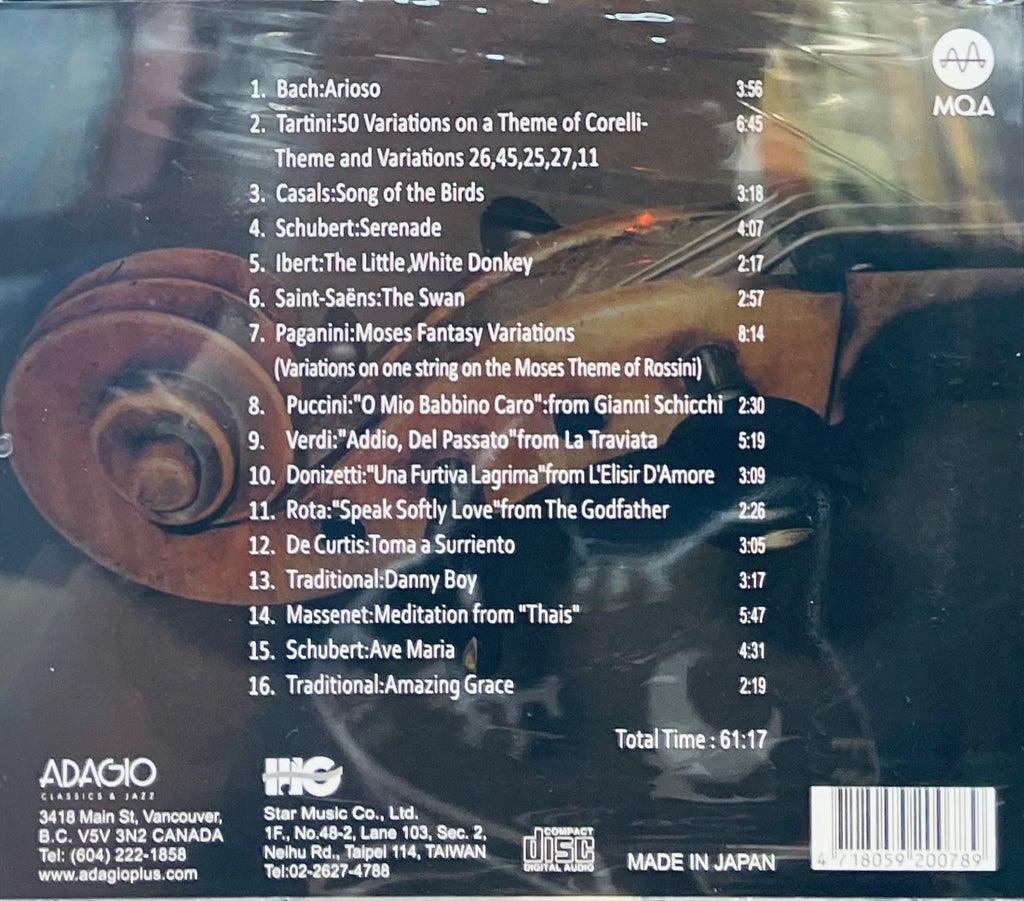 MQA
1. Bach:Arioso 3:56
2. Tartini:50 Variations on a Theme of Corelli- 6:45
Theme and Variations 26,45,25,27,11
3. Casals:Song of the Birds 3:18
4. Schubert:Serenade 4:07
5. Ibert:The Little,White Donkey 2:17
6. Saint-Saëns:The Swan 2:57
7. Paganini:Moses Fantasy Variations 8:14
(Variations on one string on the Moses Theme of Rossini)
8. Puccini:"O Mio Babbino Caro":from Gianni Schicchi 2:30
9. Verdi:"Addio, Del Passato"from La Traviata 5:19
10. Donizetti:"Una Furtiva Lagrima"from L'Elisir D'Amore 3:09
11. Rota:"Speak Softly Love"from The Godfather 2:26
12. De Curtis:Torna a Surriento 3:05
13. Traditional:Danny Boy 3:17
14. Massenet:Meditation from "Thais" 5:47
15. Schubert:Ave Maria 4:31
16. Traditional:Amazing Grace 2:19
Total Time : 61:17
ADAGIO
CLASSICS & JAZZ
3418 Main St, Vancouver,
B.C. V5V 3N2 CANADA
Tel: (604) 222-1858
www.adagioplus.com
Star Music Co., Ltd.
1F., No.48-2, Lane 103, Sec. 2,
Neihu Rd., Taipei 114, TAIWAN
Tel:02-2627-4788
COMPACT
disc
DIGITAL AUDIO
MADE IN JAPAN
4 718059 200789